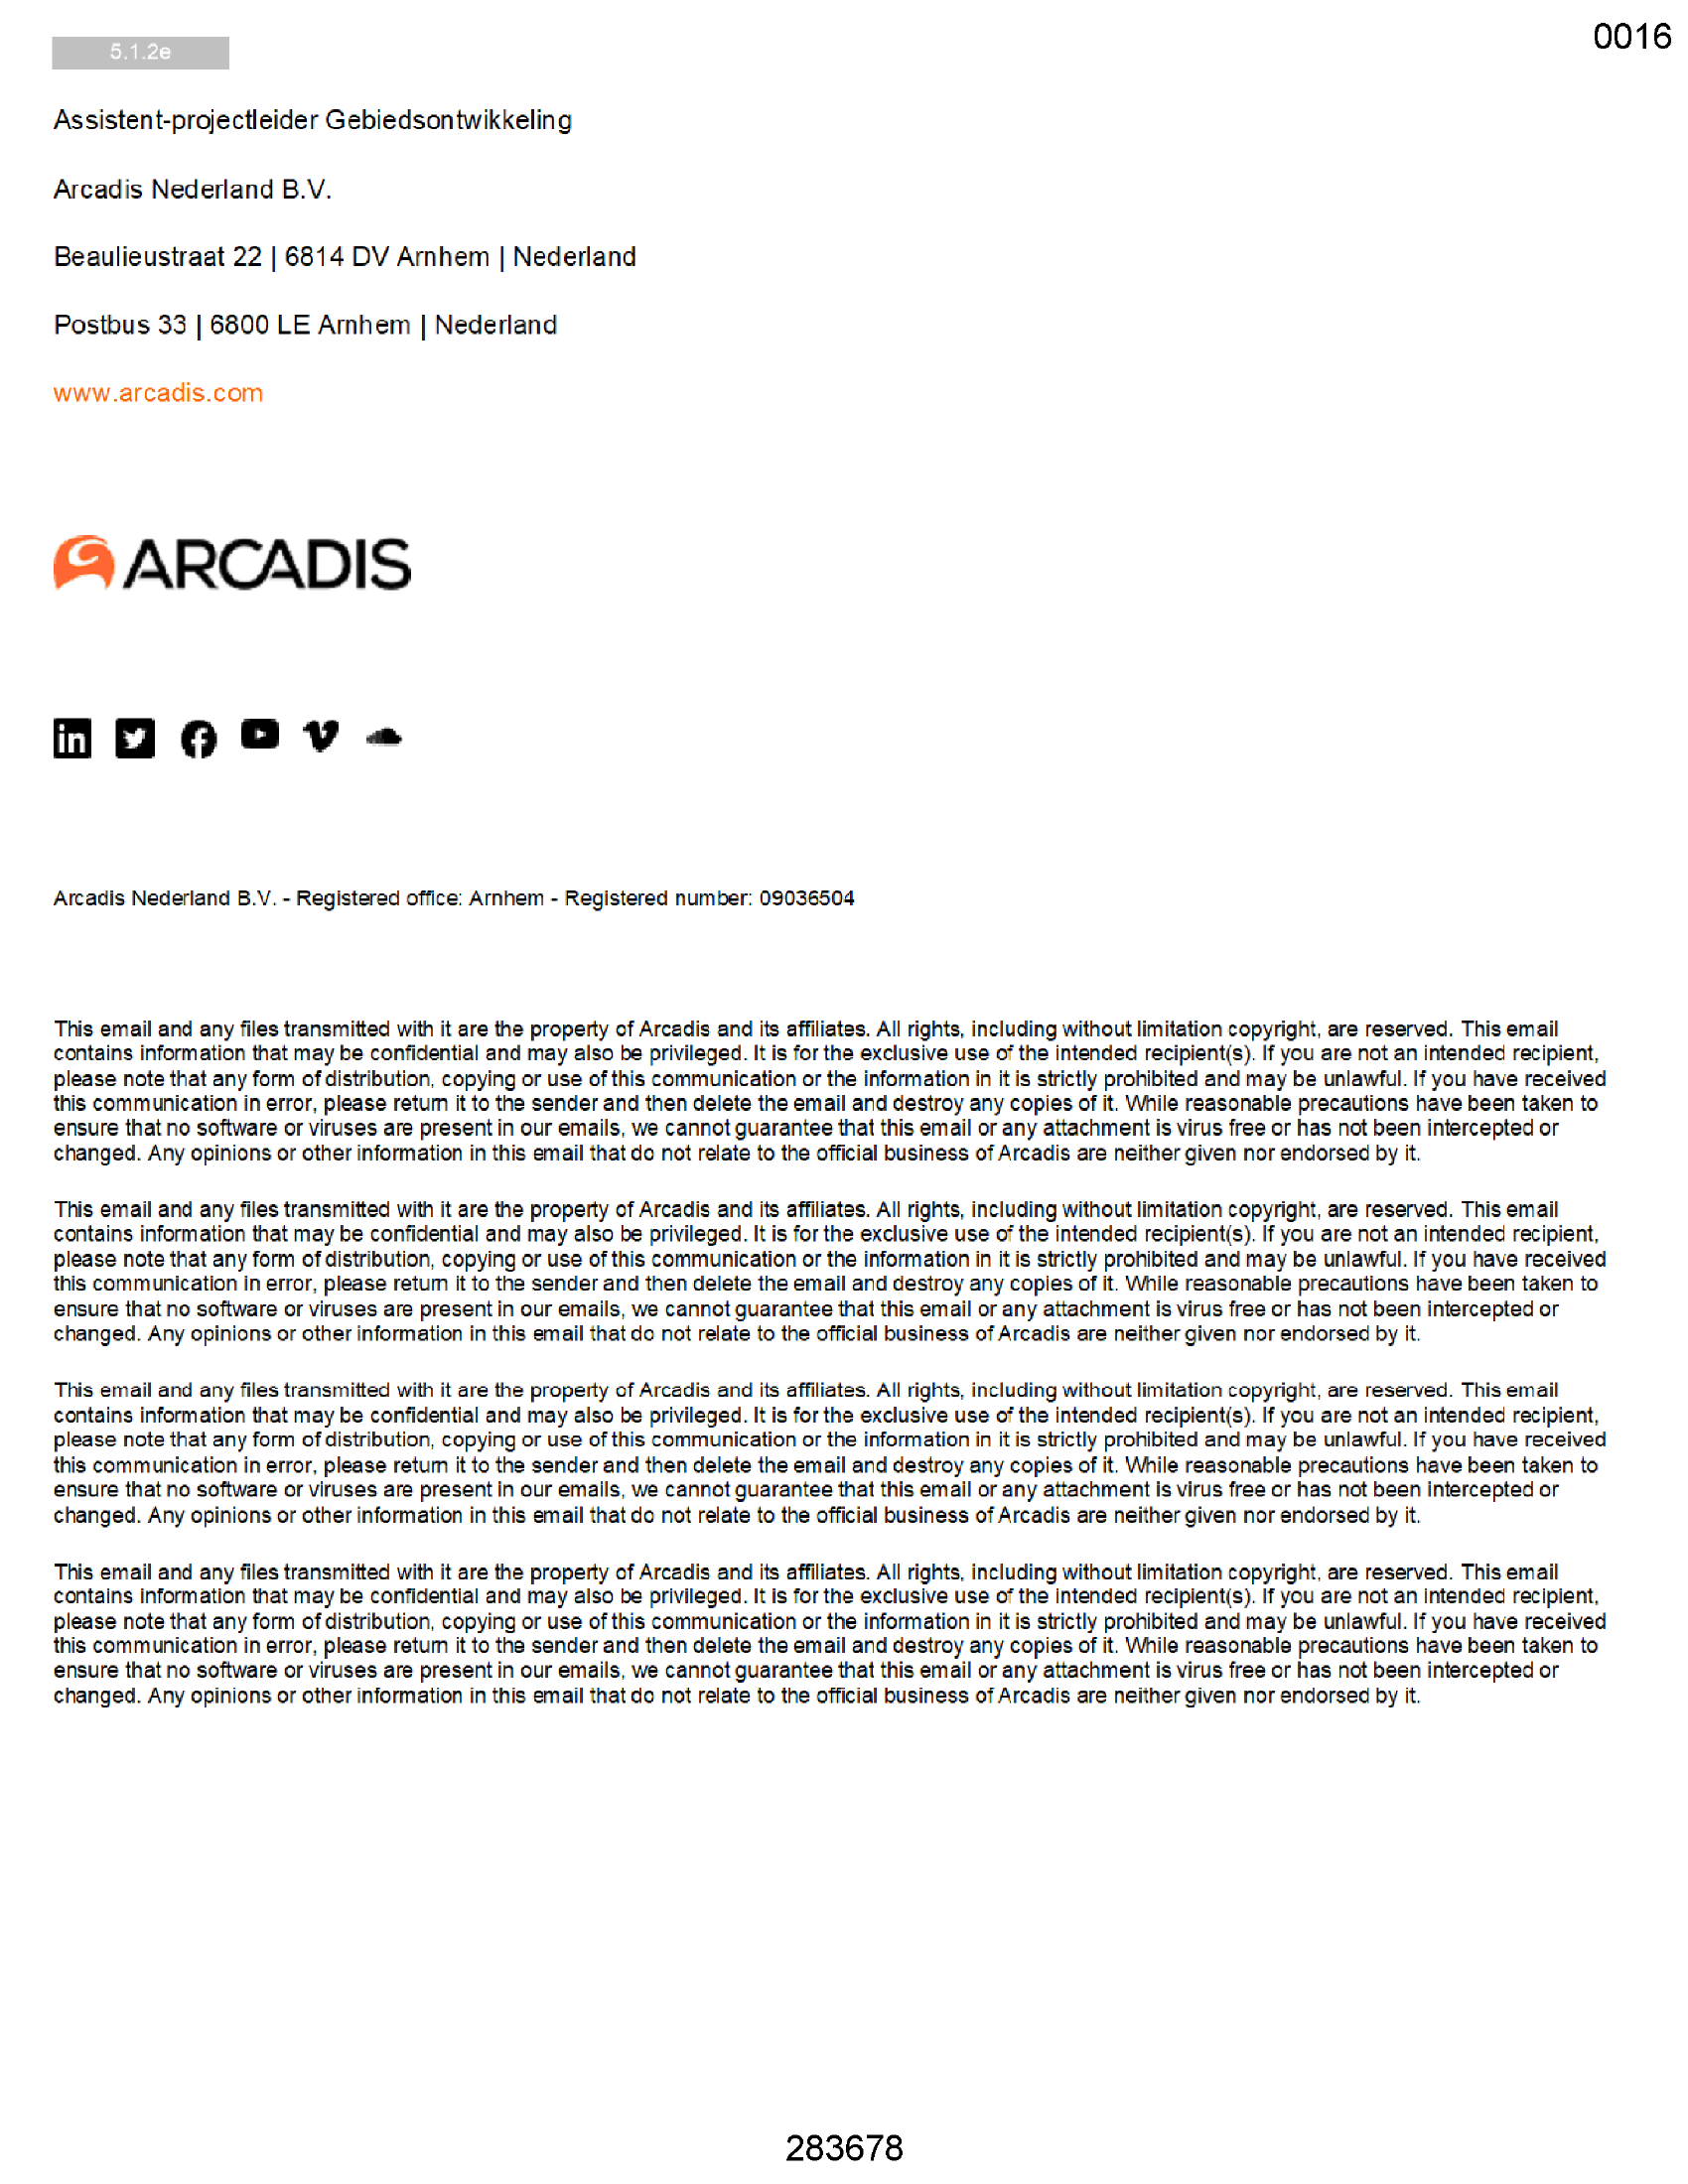 0016
5.1.2e
Assistent-projectleider Gebiedsontwikkeling
Arcadis Nederland B.V.
Beaulieustraat 22 | 6814 DV Arnhem | Nederland
Postbus 33 | 6800 LE Arnhem | Nederland
www.arcadis.com
ARCADIS
in
Arcadis Nederland B.V. - Registered office: Arnhem - Registered number: 09036504
This email and any files transmitted with it are the property of Arcadis and its affiliates. All rights, including without limitation copyright, are reserved. This email
contains information that may be confidential and may also be privileged. It is for the exclusive use of the intended recipient(s). If you are not an intended recipient,
please note that any form of distribution, copying or use of this communication or the information in it is strictly prohibited and may be unlawful. If you have received
this communication in error, please return it to the sender and then delete the email and destroy any copies of it. While reasonable precautions have been taken to
ensure that no software or viruses are present in our emails, we cannot guarantee that this email or any attachment is virus free or has not been intercepted or
changed. Any opinions or other information in this email that do not relate to the official business of Arcadis are neither given nor endorsed by it.
This email and any files transmitted with it are the property of Arcadis and its affiliates. All rights, including without limitation copyright, are reserved. This email
contains information that may be confidential and may also be privileged. It is for the exclusive use of the intended recipient(s). If you are not an intended recipient,
please note that any form of distribution, copying or use of this communication or the information in it is strictly prohibited and may be unlawful. If you have received
this communication in error, please return it to the sender and then delete the email and destroy any copies of it. While reasonable precautions have been taken to
ensure that no software or viruses are present in our emails, we cannot guarantee that this email or any attachment is virus free or has not been intercepted or
changed. Any opinions or other information in this email that do not relate to the official business of Arcadis are neither given nor endorsed by it.
This email and any files transmitted with it are the property of Arcadis and its affiliates. All rights, including without limitation copyright, are reserved. This email
contains information that may be confidential and may also be privileged. It is for the exclusive use of the intended recipient(s). If you are not an intended recipient,
please note that any form of distribution, copying or use of this communication or the information in it is strictly prohibited and may be unlawful. If you have received
this communication in error, please return it to the sender and then delete the email and destroy any copies of it. While reasonable precautions have been taken to
ensure that no software or viruses are present in our emails, we cannot guarantee that this email or any attachment is virus free or has not been intercepted or
changed. Any opinions or other information in this email that do not relate to the official business of Arcadis are neither given nor endorsed by it.
This email and any files transmitted with it are the property of Arcadis and its affiliates. All rights, including without limitation copyright, are reserved. This email
contains information that may be confidential and may also be privileged. It is for the exclusive use of the intended recipient(s). If you are not an intended recipient,
please note that any form of distribution, copying or use of this communication or the information in it is strictly prohibited and may be unlawful. If you have received
this communication in error, please return it to the sender and then delete the email and destroy any copies of it. While reasonable precautions have been taken to
ensure that no software or viruses are present in our emails, we cannot guarantee that this email or any attachment is virus free or has not been intercepted or
changed. Any opinions or other information in this email that do not relate to the official business of Arcadis are neither given nor endorsed by it.
283678